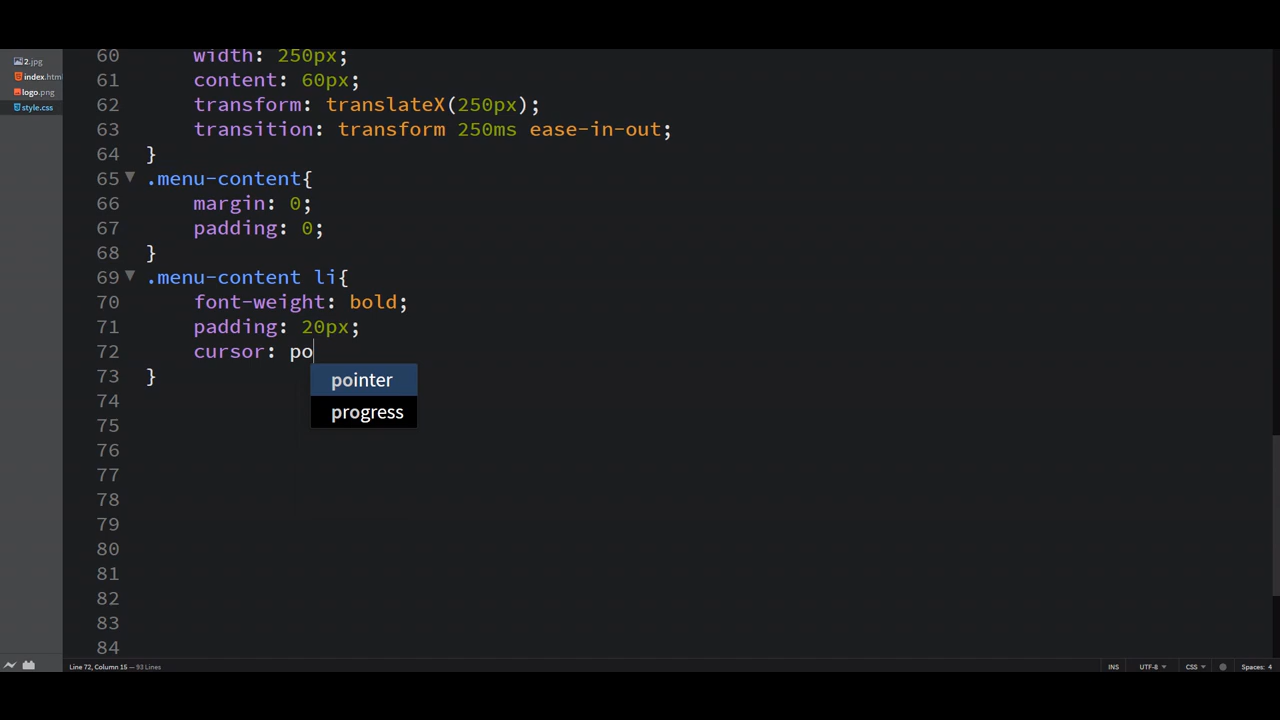 2.jpg
index.html
logo.png
style.css
60 width: 250px;
61 content: 60px;
62 transform: translateX(250px);
63 transition: transform 250ms ease-in-out;
64 }
65 .menu-content{
66 margin: 0;
67 padding: 0;
68 }
69 .menu-content li{
70 font-weight: bold;
71 padding: 20px;
72 cursor: po
73 }
pointer
progress
74
75
76
77
78
79
80
81
82
83
84
Line 72, Column 15 — 93 Lines
INS UTF-8 CSS Spaces: 4